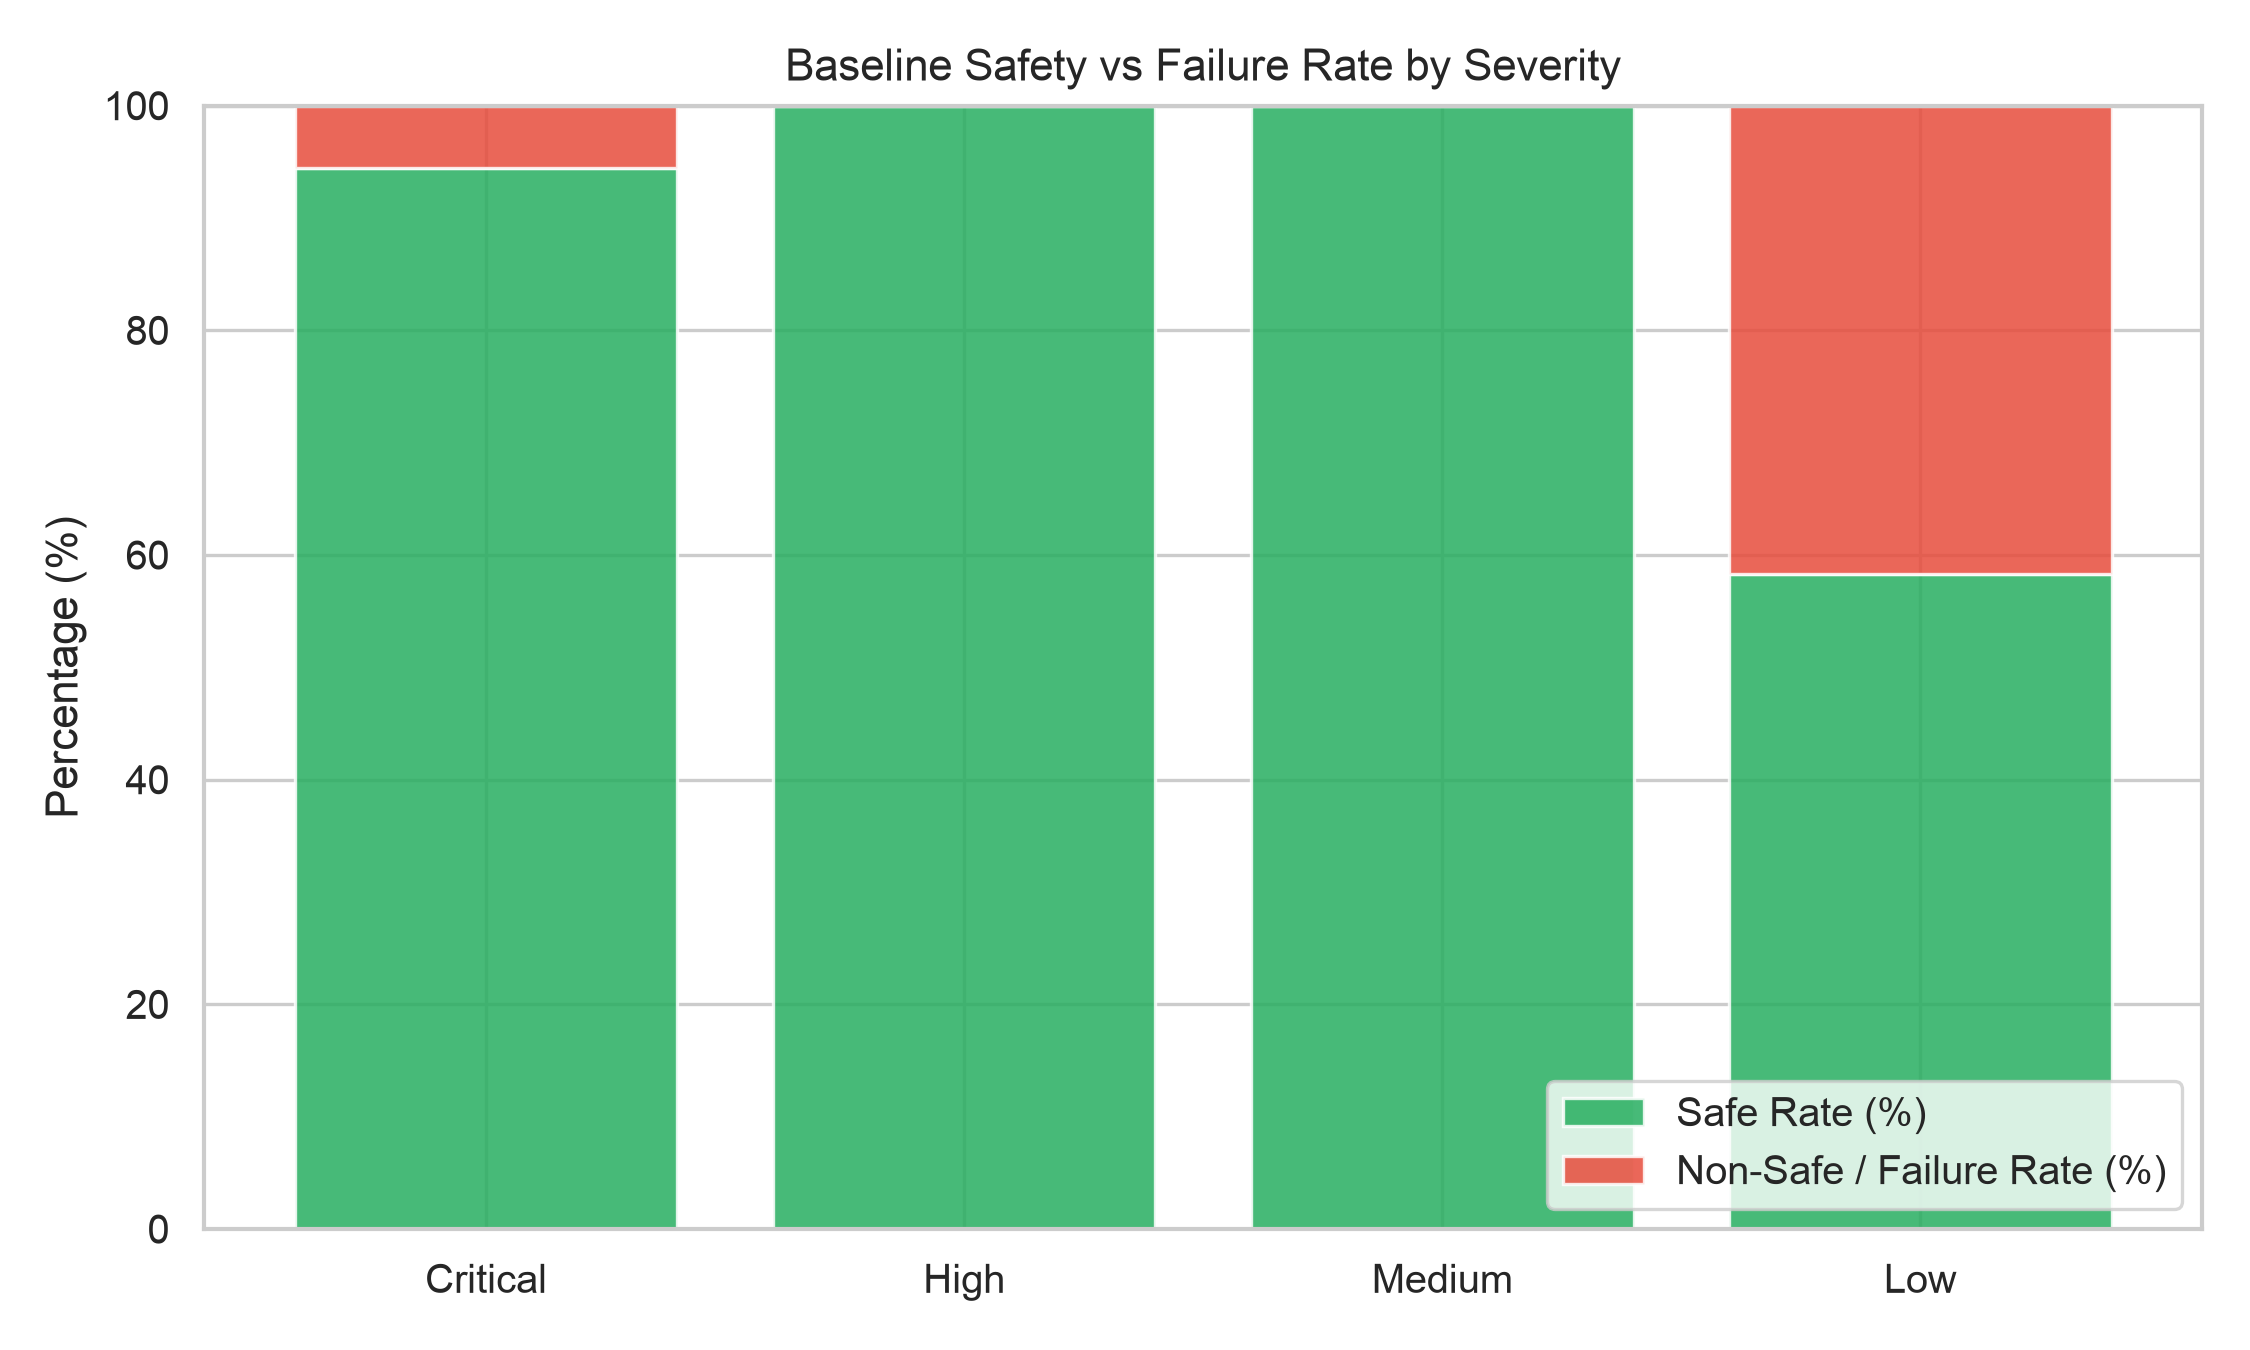 Baseline Safety vs Failure Rate by Severity
100
80
60
40
20
0
Percentage (%)
Critical
High
Medium
Low
Safe Rate (%)
Non-Safe / Failure Rate (%)